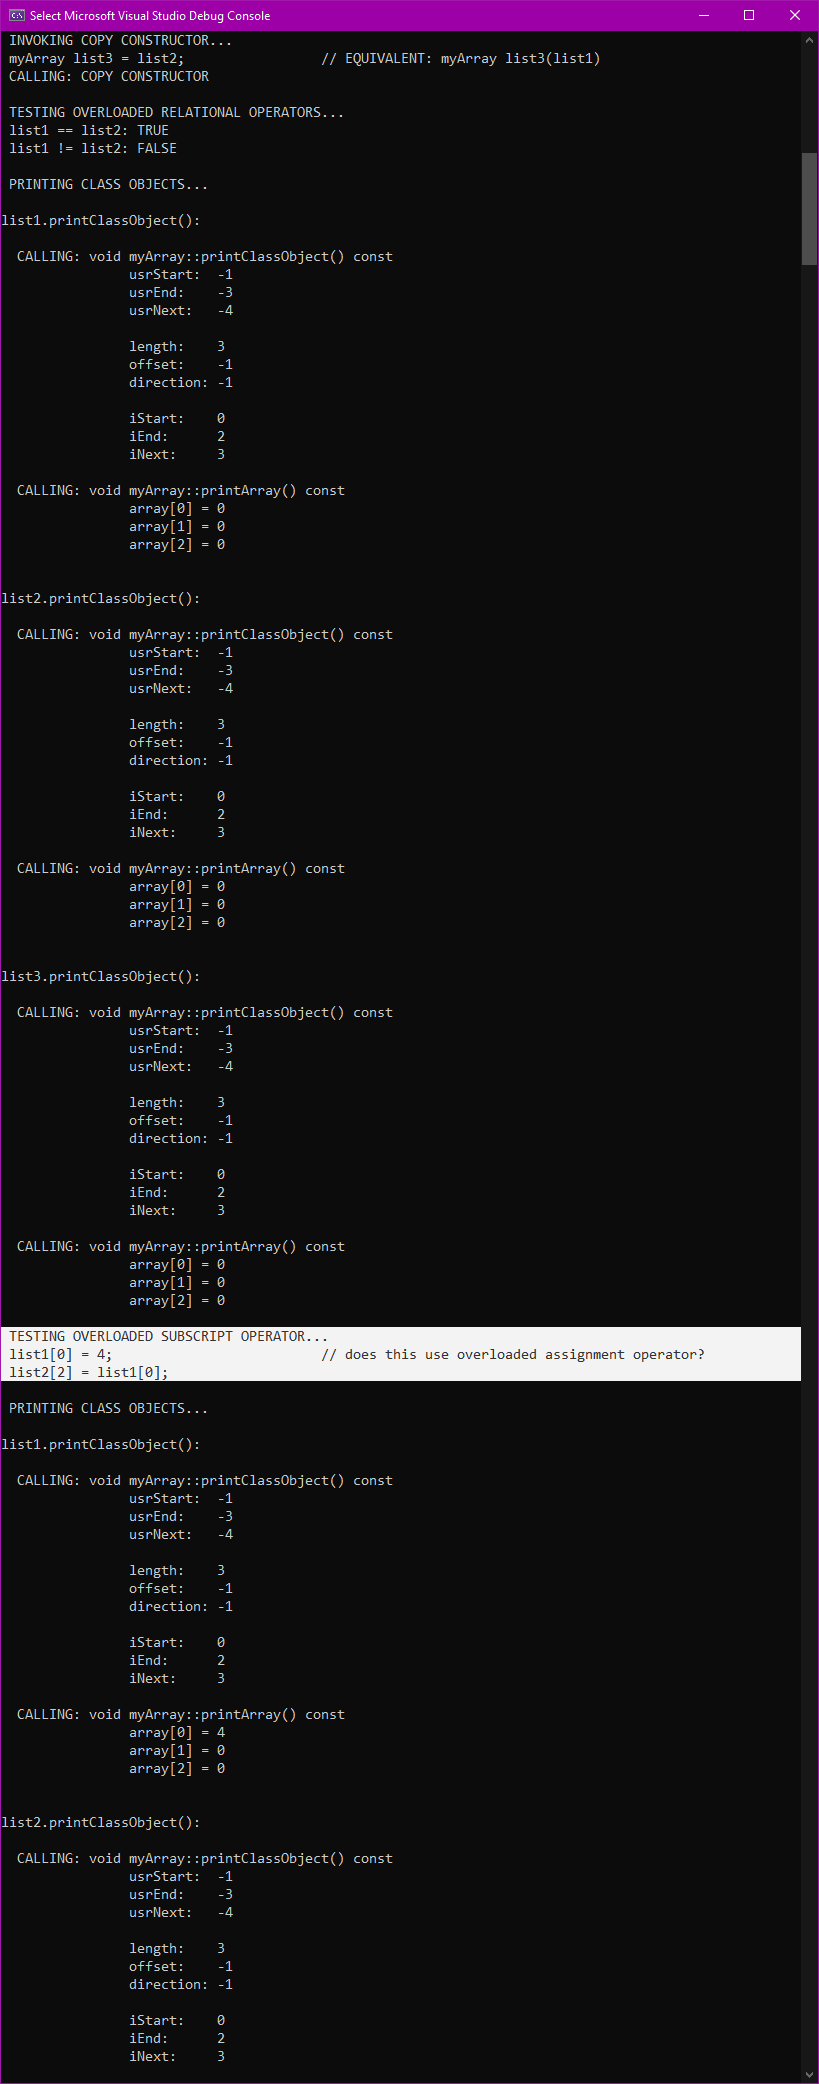 Select Microsoft Visual Studio Debug Console
INVOKING COPY CONSTRUCTOR...
myArray list3 = list2;                 // EQUIVALENT: myArray list3(list1)
CALLING: COPY CONSTRUCTOR
TESTING OVERLOADED RELATIONAL OPERATORS...
list1 == list2: TRUE
list1 != list2: FALSE
PRINTING CLASS OBJECTS...
list1.printClassObject():
CALLING: void myArray::printClassObject() const
usrStart:  -1
usrEnd:    -3
usrNext:   -4
length:    3
offset:    -1
direction: -1
iStart:    0
iEnd:      2
iNext:     3
CALLING: void myArray::printArray() const
array[0] = 0
array[1] = 0
array[2] = 0
list2.printClassObject():
CALLING: void myArray::printClassObject() const
usrStart:  -1
usrEnd:    -3
usrNext:   -4
length:    3
offset:    -1
direction: -1
iStart:    0
iEnd:      2
iNext:     3
CALLING: void myArray::printArray() const
array[0] = 0
array[1] = 0
array[2] = 0
list3.printClassObject():
CALLING: void myArray::printClassObject() const
usrStart:  -1
usrEnd:    -3
usrNext:   -4
length:    3
offset:    -1
direction: -1
iStart:    0
iEnd:      2
iNext:     3
CALLING: void myArray::printArray() const
array[0] = 0
array[1] = 0
array[2] = 0
TESTING OVERLOADED SUBSCRIPT OPERATOR...
list1[0] = 4;                          // does this use overloaded assignment operator?
list2[2] = list1[0];
PRINTING CLASS OBJECTS...
list1.printClassObject():
CALLING: void myArray::printClassObject() const
usrStart:  -1
usrEnd:    -3
usrNext:   -4
length:    3
offset:    -1
direction: -1
iStart:    0
iEnd:      2
iNext:     3
CALLING: void myArray::printArray() const
array[0] = 4
array[1] = 0
array[2] = 0
list2.printClassObject():
CALLING: void myArray::printClassObject() const
usrStart:  -1
usrEnd:    -3
usrNext:   -4
length:    3
offset:    -1
direction: -1
iStart:    0
iEnd:      2
iNext:     3